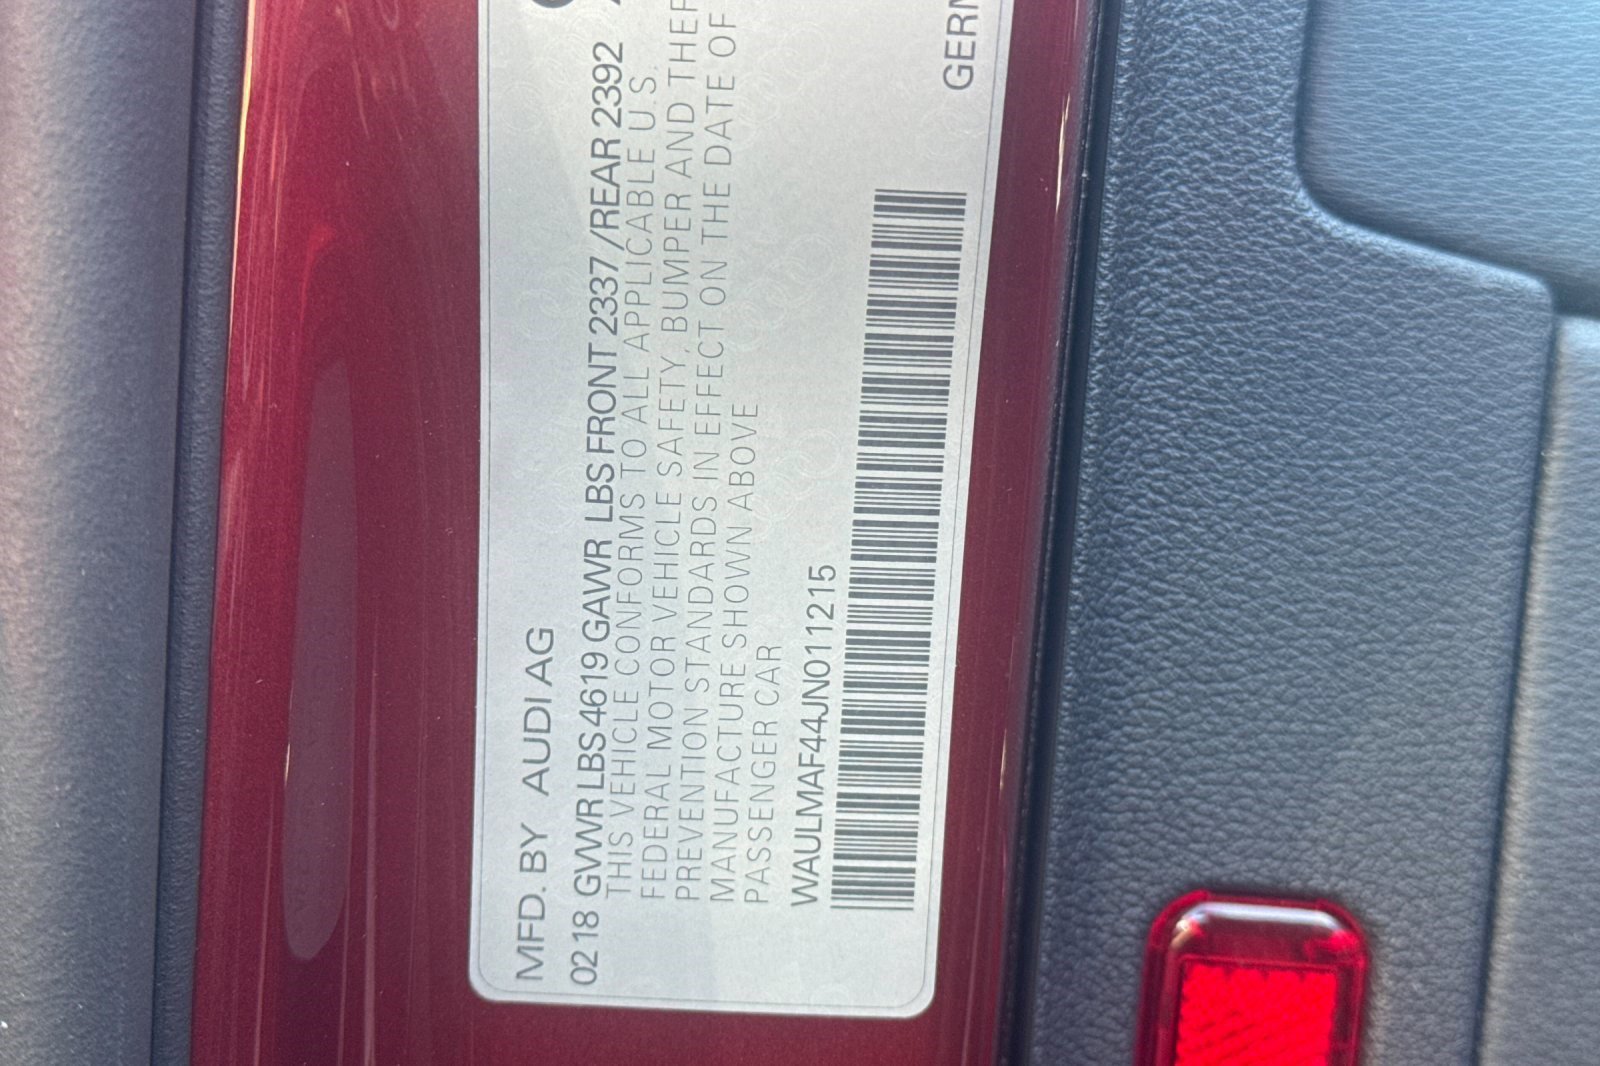 MFD. BY AUDI AG
02 18 GVWR LBS 4619 GAWR LBS FRONT 2337 /REAR 2392
THIS VEHICLE CONFORMS TO ALL APPLICABLE U.S.
FEDERAL MOTOR VEHICLE SAFETY, BUMPER AND THEF
PREVENTION STANDARDS IN EFFECT ON THE DATE OF
MANUFACTURE SHOWN ABOVE
PASSENGER CAR
WAULMAF44JN011215
GERM